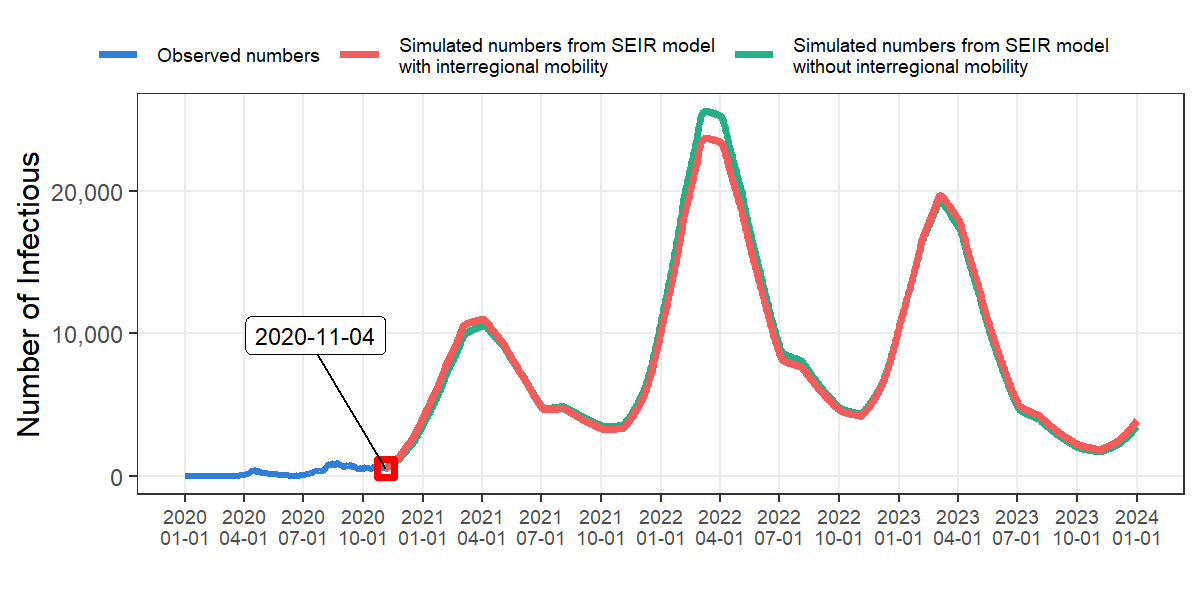 Observed numbers
Simulated numbers from SEIR model
with interregional mobility
Simulated numbers from SEIR model
without interregional mobility
Number of Infectious
20,000
10,000
0
2020-11-04
2020 2020 2020 2020 2021 2021 2021 2021 2022 2022 2022 2022 2023 2023 2023 2023 2024
01-01 04-01 07-01 10-01 01-01 04-01 07-01 10-01 01-01 04-01 07-01 10-01 01-01 04-01 07-01 10-01 01-01